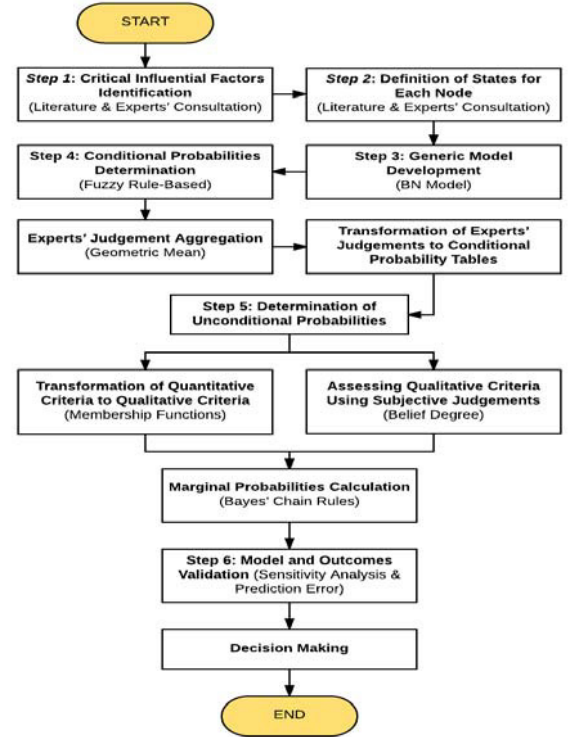 START
Step 1: Critical Influential Factors
Identification
(Literature & Experts' Consultation)
Step 2: Definition of States for
Each Node
(Literature & Experts' Consultation)
Step 3: Generic Model
Development
(BN Model)
Step 4: Conditional Probabilities
Determination
(Fuzzy Rule-Based)
Experts' Judgement Aggregation
(Geometric Mean)
Transformation of Experts'
Judgements to Conditional
Probability Tables
Step 5: Determination of
Unconditional Probabilities
Transformation of Quantitative
Criteria to Qualitative Criteria
(Membership Functions)
Assessing Qualitative Criteria
Using Subjective Judgements
(Belief Degree)
Marginal Probabilities Calculation
(Bayes' Chain Rules)
Step 6: Model and Outcomes
Validation (Sensitivity Analysis &
Prediction Error)
Decision Making
END